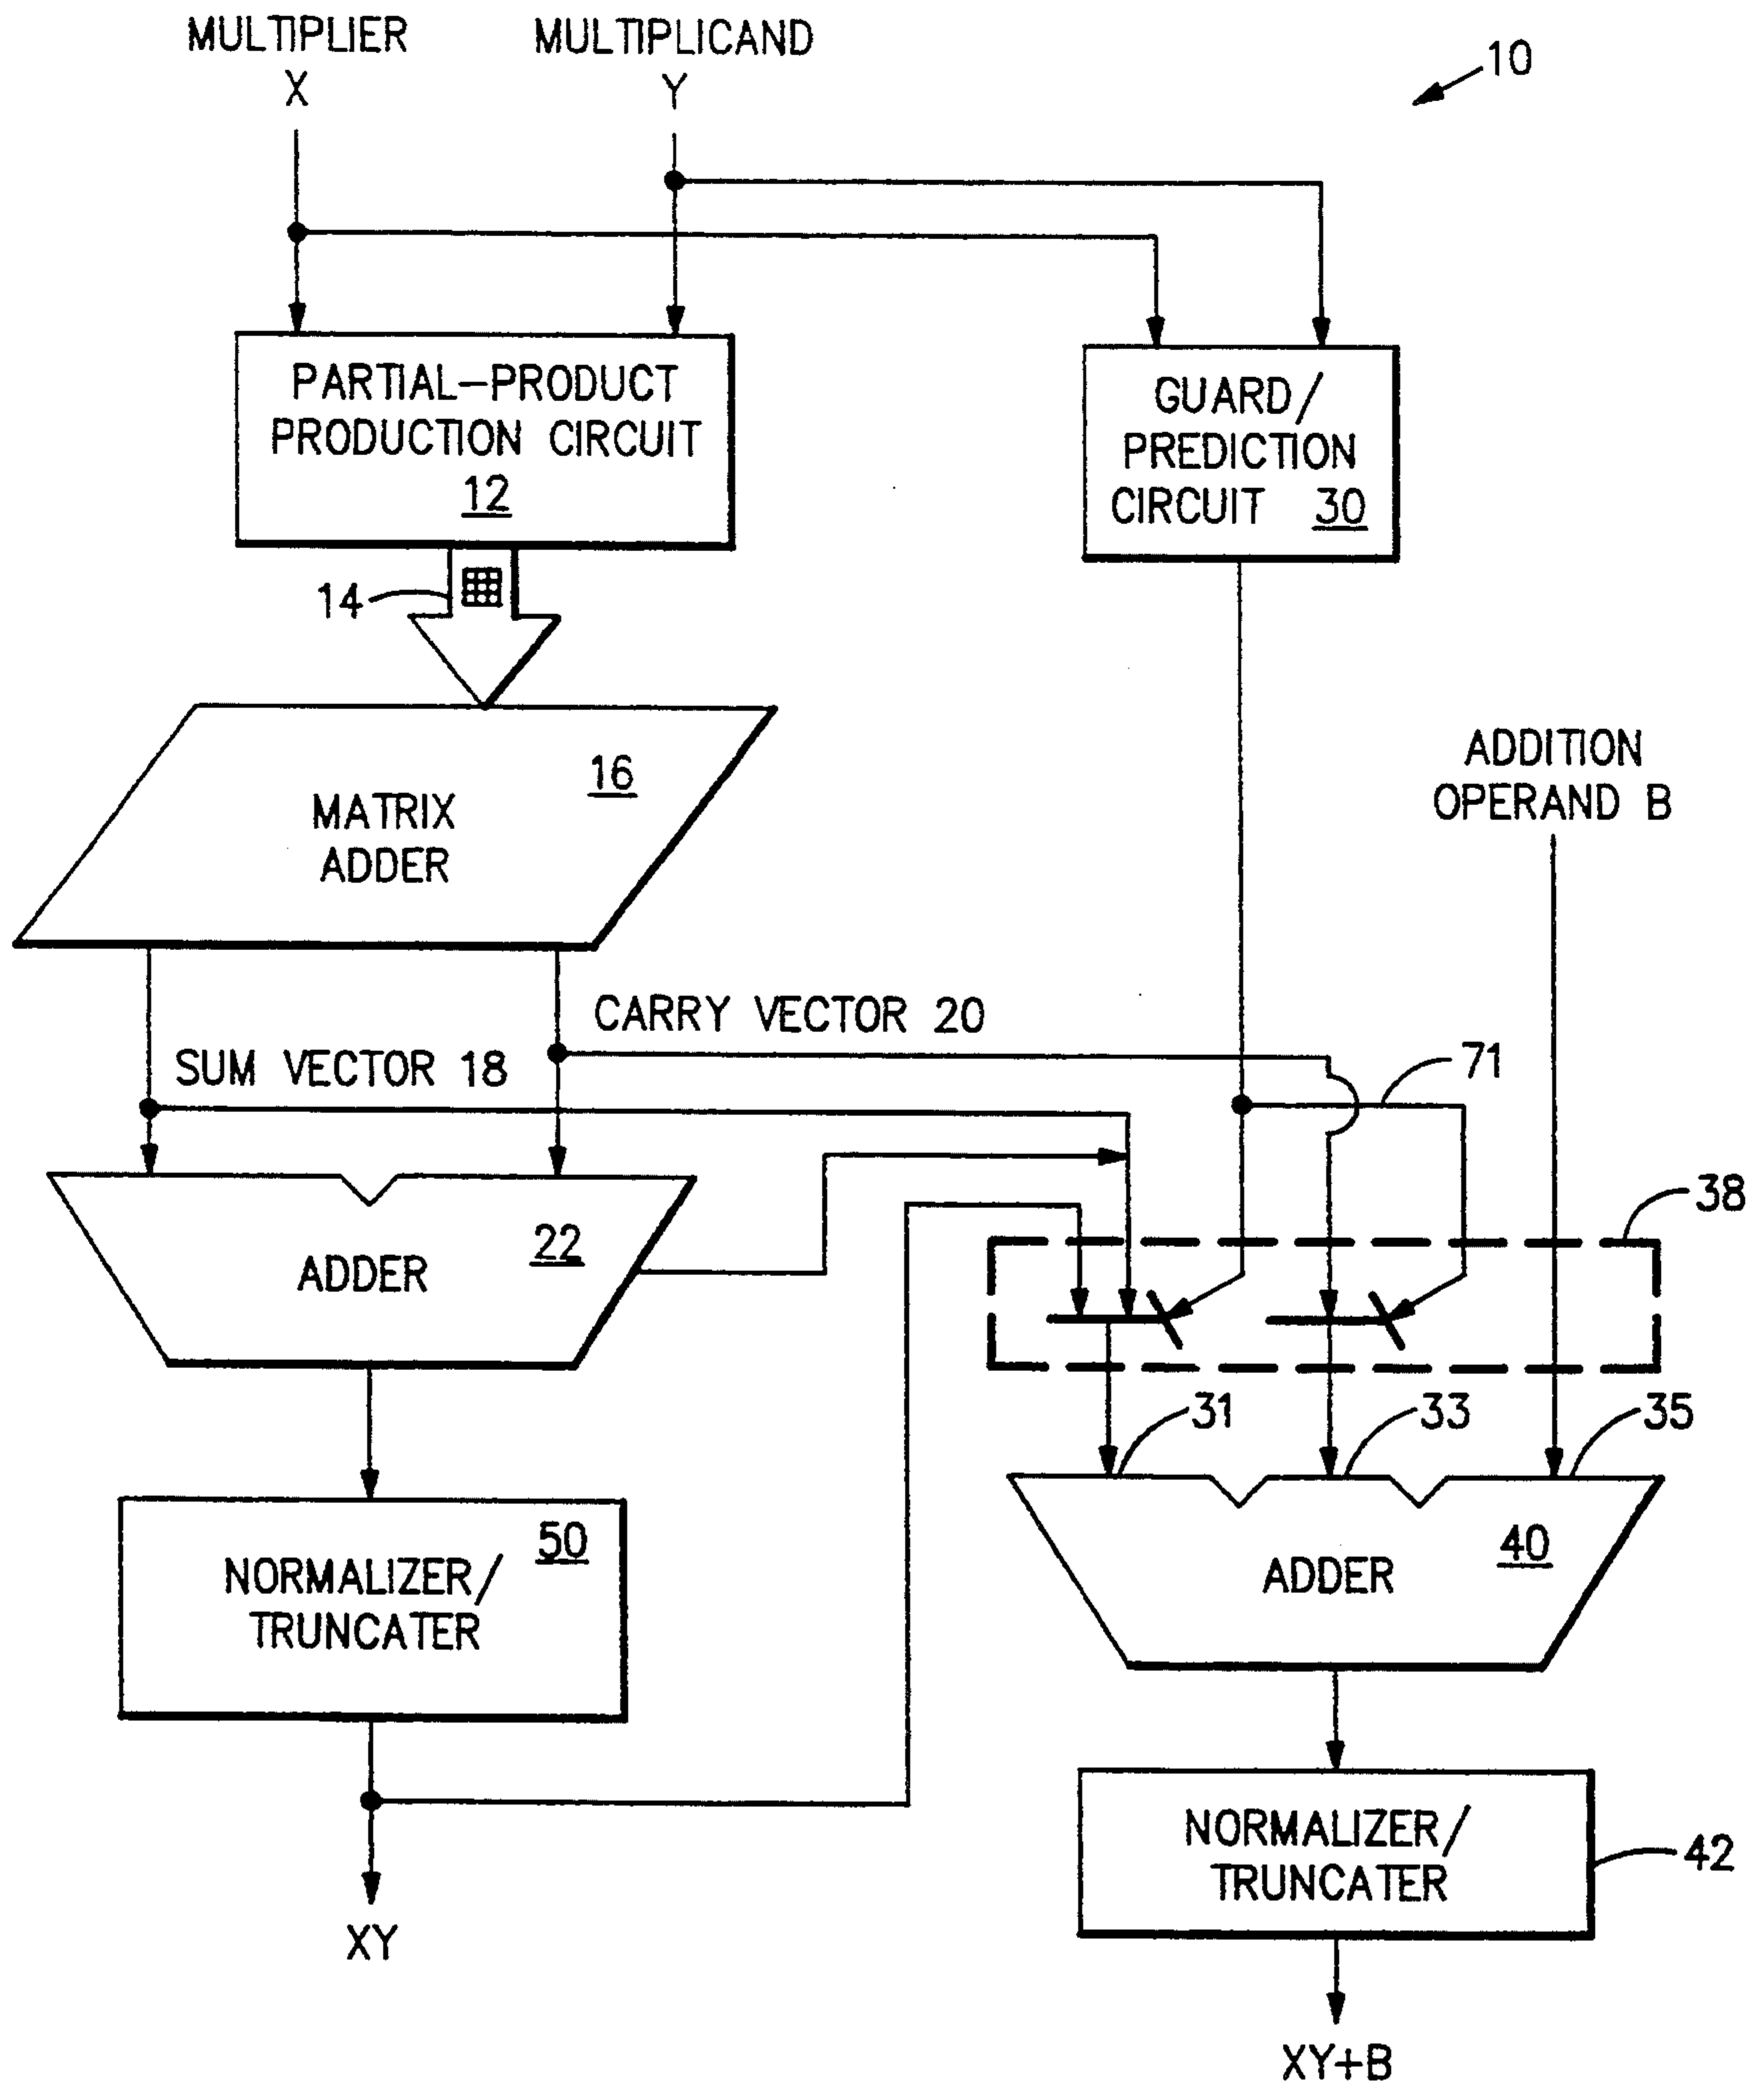 MULTIPLIER
X
MULTIPLICAND
Y
10
PARTIAL-PRODUCT
PRODUCTION CIRCUIT
12
GUARD/
PREDICTION
CIRCUIT 30
14
16
MATRIX
ADDER
ADDITION
OPERAND B
CARRY VECTOR 20
SUM VECTOR 18
71
38
22
ADDER
31
33
35
50
NORMALIZER/
TRUNCATER
40
ADDER
NORMALIZER/
TRUNCATER
42
XY
XY+B